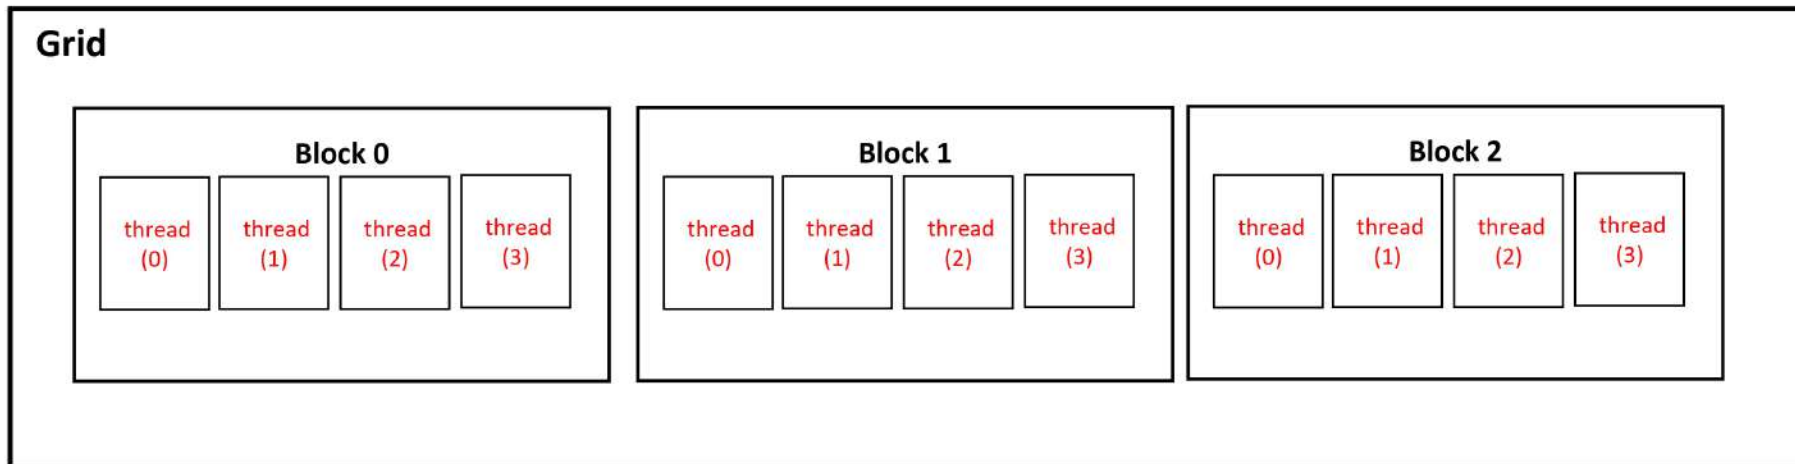 Grid
Block 0
thread
(0)
thread
(1)
thread
(2)
thread
(3)
Block 1
thread
(0)
thread
(1)
thread
(2)
thread
(3)
Block 2
thread
(0)
thread
(1)
thread
(2)
thread
(3)